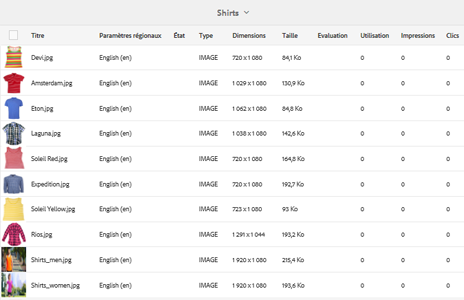 Shirts
Titre Paramètres régionaux État Type Dimensions Taille Evaluation Utilisation Impressions Clics
Devi.jpg English (en) IMAGE 720 x 1 080 84,1 Ko 0 0 0
Amsterdam.jpg English (en) IMAGE 1 029 x 1 080 130,9 Ko 0 0 0
Eton.jpg English (en) IMAGE 1 062 x 1 080 84,8 Ko 0 0 0
Laguna.jpg English (en) IMAGE 1 038 x 1 080 142,6 Ko 0 0 0
Soleil Red.jpg English (en) IMAGE 720 x 1 080 164,8 Ko 0 0 0
Expedition.jpg English (en) IMAGE 720 x 1 080 192,7 Ko 0 0 0
Soleil Yellow.jpg English (en) IMAGE 723 x 1 080 93 Ko 0 0 0
Rios.jpg English (en) IMAGE 1 291 x 1 044 193,2 Ko 0 0 0
Shirts_men.jpg English (en) IMAGE 1 920 x 1 080 215,4 Ko 0 0 0
Shirts_women.jpg English (en) IMAGE 1 920 x 1 080 193,6 Ko 0 0 0